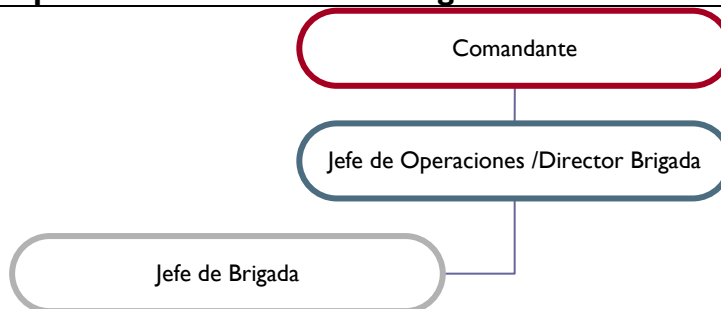 Comandante
Jefe de Operaciones /Director Brigada
Jefe de Brigada